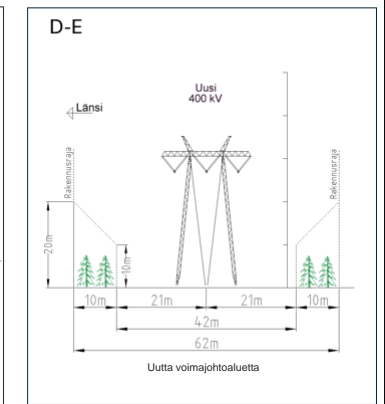 D-E
Uusi
400 kV
Länsi
Rakennusraja
Rakennusraja
20m
10m
10m
21m
21m
10m
42m
62m
Uutta voimajohtoaluetta